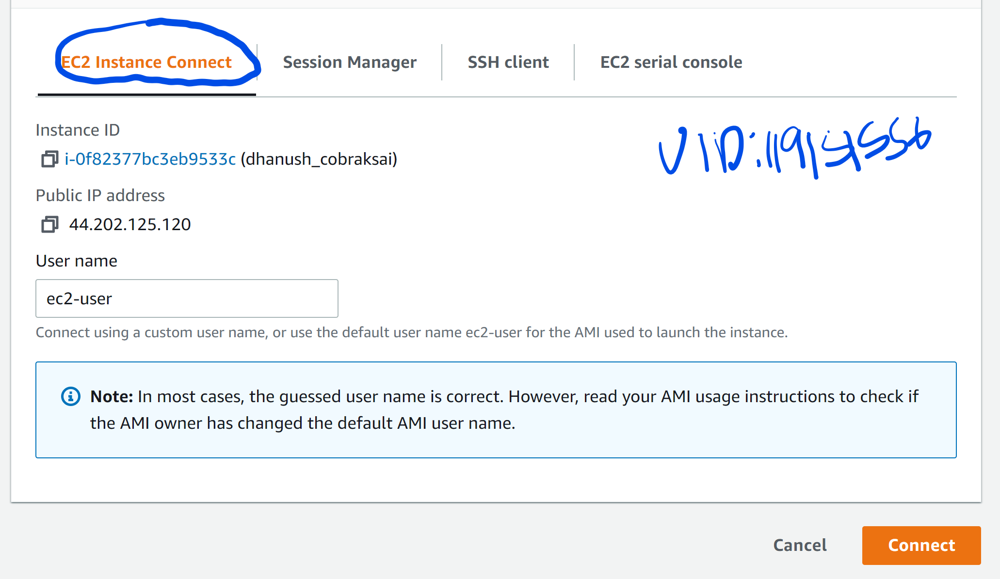 EC2 Instance Connect Session Manager SSH client EC2 serial console
Instance ID
i-0f82377bc3eb9533c (dhanush_cobraksai)
Public IP address
44.202.125.120
User name
ec2-user
Connect using a custom user name, or use the default user name ec2-user for the AMI used to launch the instance.
Note: In most cases, the guessed user name is correct. However, read your AMI usage instructions to check if
the AMI owner has changed the default AMI user name.
Cancel Connect